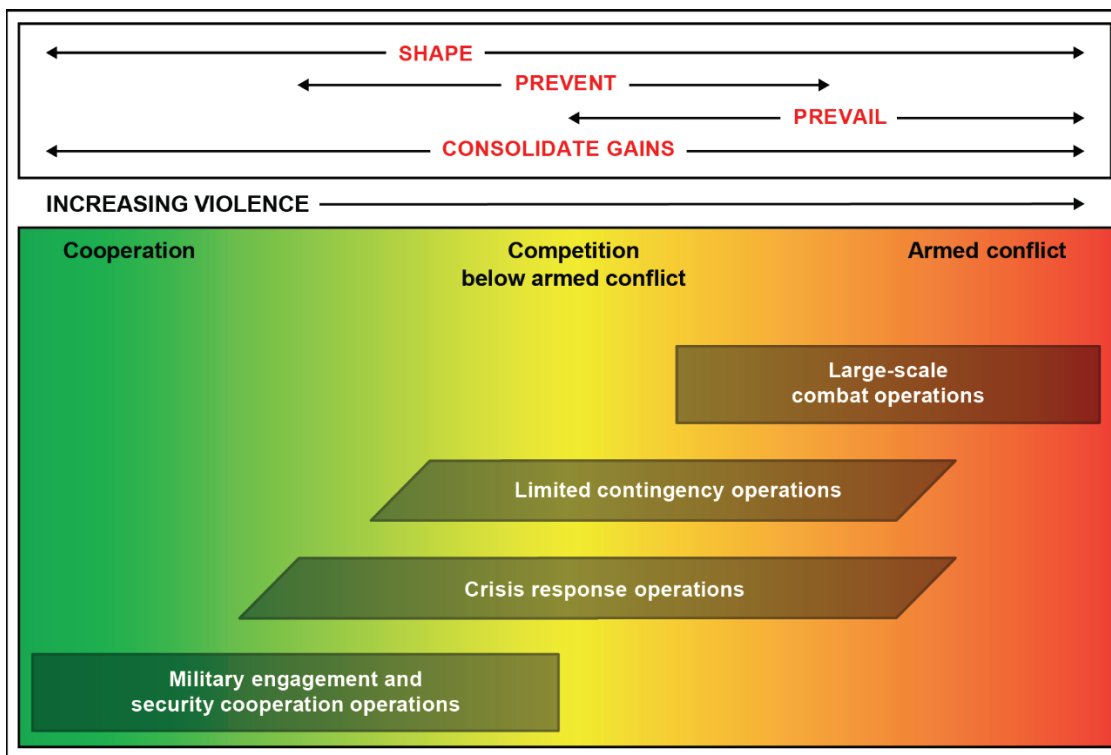 SHAPE
PREVENT
PREVAIL
CONSOLIDATE GAINS
INCREASING VIOLENCE
Cooperation
Competition
below armed conflict
Armed conflict
Large-scale
combat operations
Limited contingency operations
Crisis response operations
Military engagement and
security cooperation operations